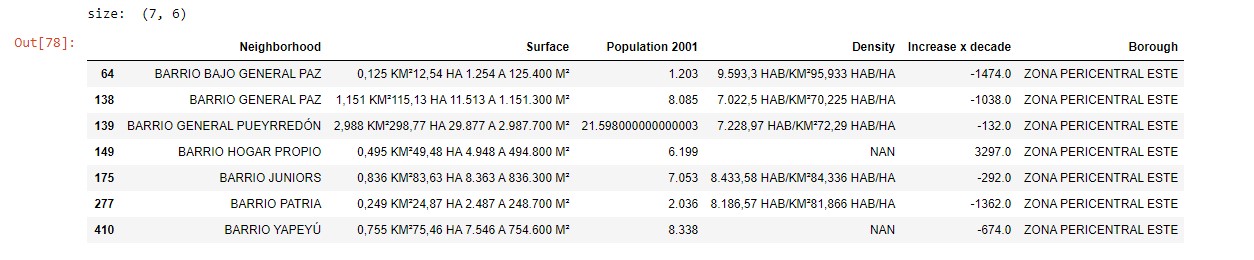 size:  (7, 6)
Out[78]:
Neighborhood Surface Population 2001 Density Increase x decade Borough
64 BARRIO BAJO GENERAL PAZ 0,125 KM²12,54 HA 1.254 A 125.400 M² 1.203 9.593,3 HAB/KM²95,933 HAB/HA -1474.0 ZONA PERICENTRAL ESTE
138 BARRIO GENERAL PAZ 1,151 KM²115,13 HA 11.513 A 1.151.300 M² 8.085 7.022,5 HAB/KM²70,225 HAB/HA -1038.0 ZONA PERICENTRAL ESTE
139 BARRIO GENERAL PUEYRREDÓN 2,988 KM²298,77 HA 29.877 A 2.987.700 M² 21.598000000000003 7.228,97 HAB/KM²72,29 HAB/HA -132.0 ZONA PERICENTRAL ESTE
149 BARRIO HOGAR PROPIO 0,495 KM²49,48 HA 4.948 A 494.800 M² 6.199 NAN 3297.0 ZONA PERICENTRAL ESTE
175 BARRIO JUNIORS 0,836 KM²83,63 HA 8.363 A 836.300 M² 7.053 8.433,58 HAB/KM²84,336 HAB/HA -292.0 ZONA PERICENTRAL ESTE
277 BARRIO PATRIA 0,249 KM²24,87 HA 2.487 A 248.700 M² 2.036 8.186,57 HAB/KM²81,866 HAB/HA -1362.0 ZONA PERICENTRAL ESTE
410 BARRIO YAPEYÚ 0,755 KM²75,46 HA 7.546 A 754.600 M² 8.338 NAN -674.0 ZONA PERICENTRAL ESTE